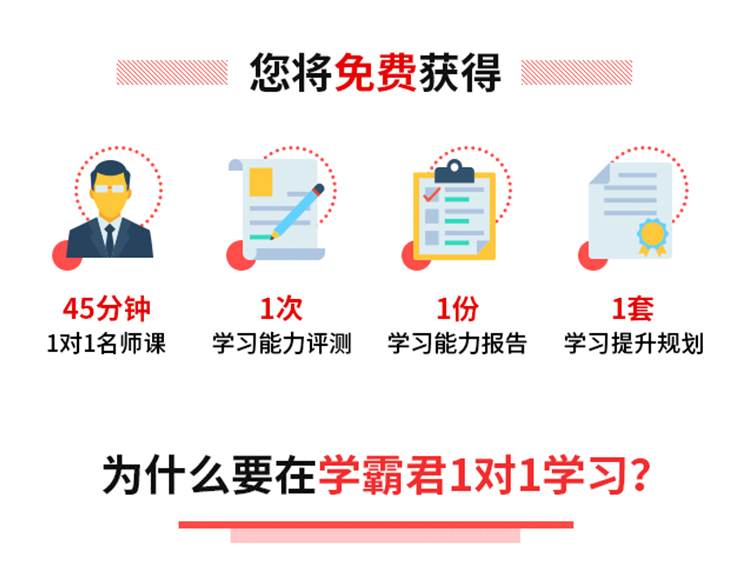 您将免费获得
45分钟
1对1名师课
1次
学习能力评测
1份
学习能力报告
1套
学习提升规划
为什么要在学霸君1对1学习?